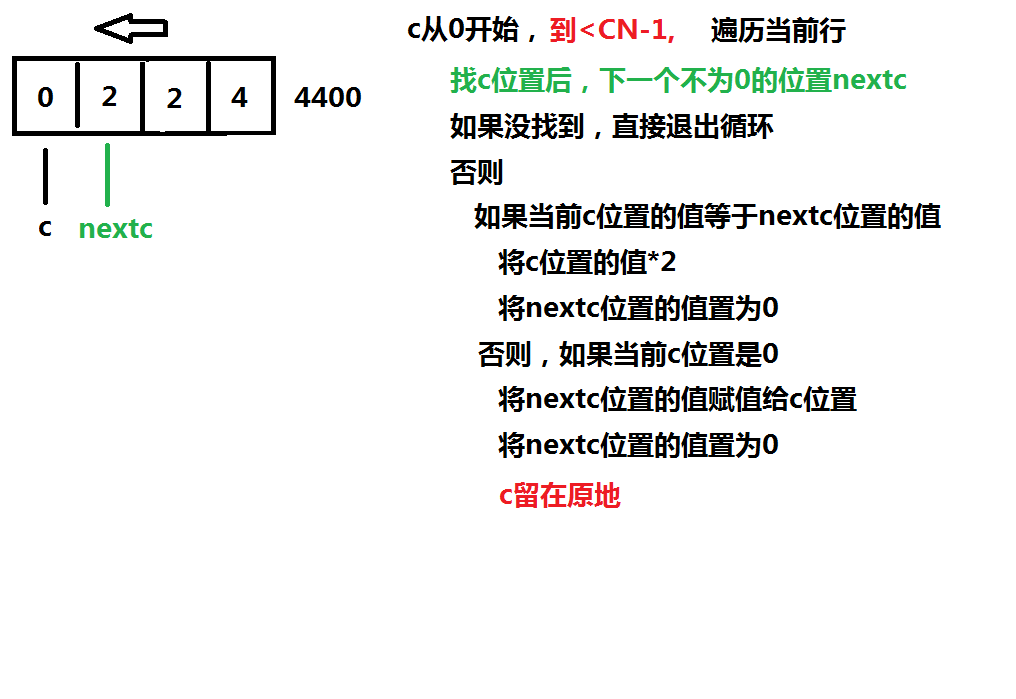 0 2 2 4 4400
c nextc
c从0开始，到<CN-1, 遍历当前行
找c位置后，下一个不为0的位置nextc
如果没找到，直接退出循环
否则
如果当前c位置的值等于nextc位置的值
将c位置的值*2
将nextc位置的值置为0
否则，如果当前c位置是0
将nextc位置的值赋值给c位置
将nextc位置的值置为0
c留在原地